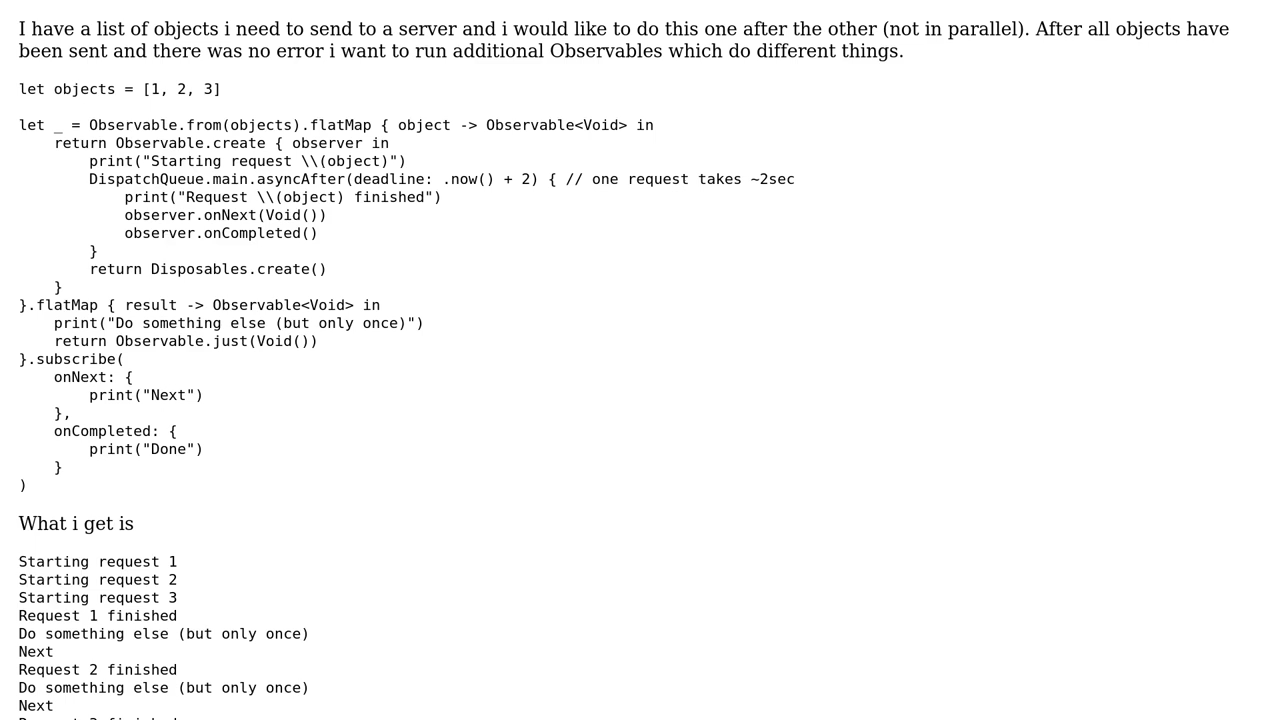 I have a list of objects i need to send to a server and i would like to do this one after the other (not in parallel). After all objects have
been sent and there was no error i want to run additional Observables which do different things.
let objects = [1, 2, 3]
let _ = Observable.from(objects).flatMap { object -> Observable<Void> in
    return Observable.create { observer in
        print("Starting request \\(object)")
        DispatchQueue.main.asyncAfter(deadline: .now() + 2) { // one request takes ~2sec
            print("Request \\(object) finished")
            observer.onNext(Void())
            observer.onCompleted()
        }
        return Disposables.create()
    }
}.flatMap { result -> Observable<Void> in
    print("Do something else (but only once)")
    return Observable.just(Void())
}.subscribe(
    onNext: {
        print("Next")
    },
    onCompleted: {
        print("Done")
    }
)
What i get is
Starting request 1
Starting request 2
Starting request 3
Request 1 finished
Do something else (but only once)
Next
Request 2 finished
Do something else (but only once)
Next